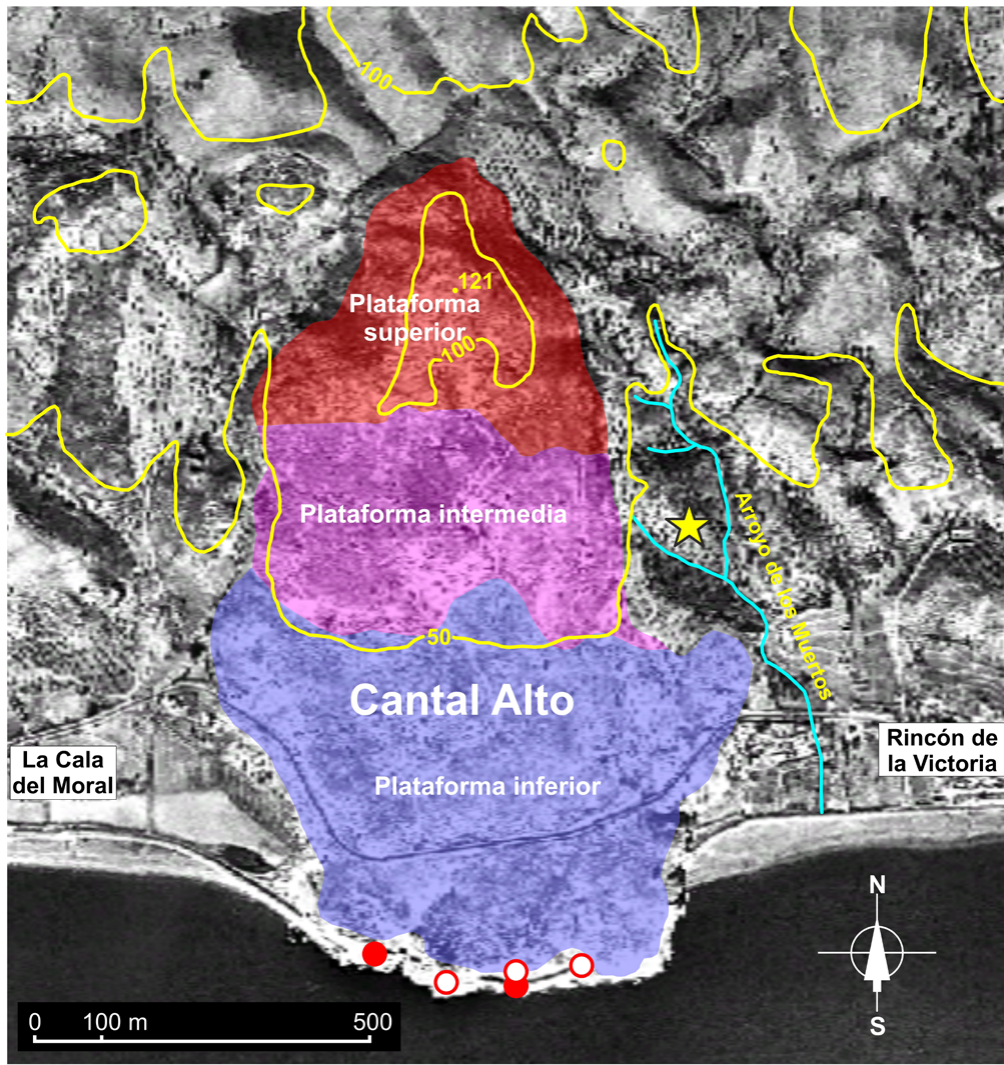 100
121
Plataforma
superior
100
Plataforma intermedia
Arroyo de los Muertos
50
Cantal Alto
La Cala
del Moral
Rincón de
la Victoria
Plataforma inferior
N
S
0 100 m 500